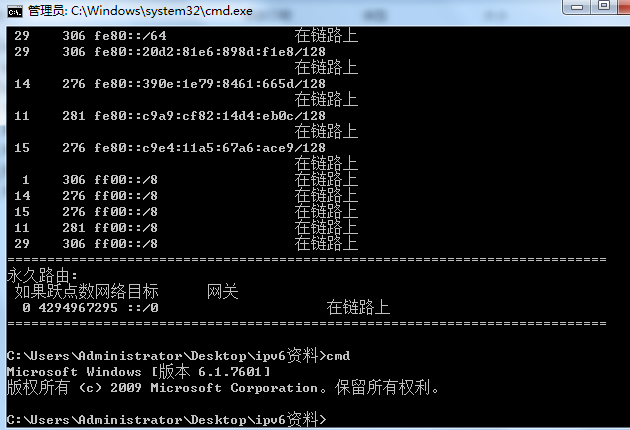 管理员: C:\Windows\system32\cmd.exe
29 306 fe80::/64 在链路上
29 306 fe80::20d2:81e6:898d:f1e8/128
在链路上
14 276 fe80::390e:1e79:8461:665d/128
在链路上
11 281 fe80::c9a9:cf82:14d4:eb0c/128
在链路上
15 276 fe80::c9e4:11a5:67a6:ace9/128
在链路上
1 306 ff00::/8 在链路上
14 276 ff00::/8 在链路上
15 276 ff00::/8 在链路上
11 281 ff00::/8 在链路上
29 306 ff00::/8 在链路上
===========================================================================
永久路由:
如果跃点数网络目标 网关
0 4294967295 ::/0 在链路上
===========================================================================
C:\Users\Administrator\Desktop\ipv6资料>cmd
Microsoft Windows [版本 6.1.7601]
版权所有 (c) 2009 Microsoft Corporation。保留所有权利。
C:\Users\Administrator\Desktop\ipv6资料>